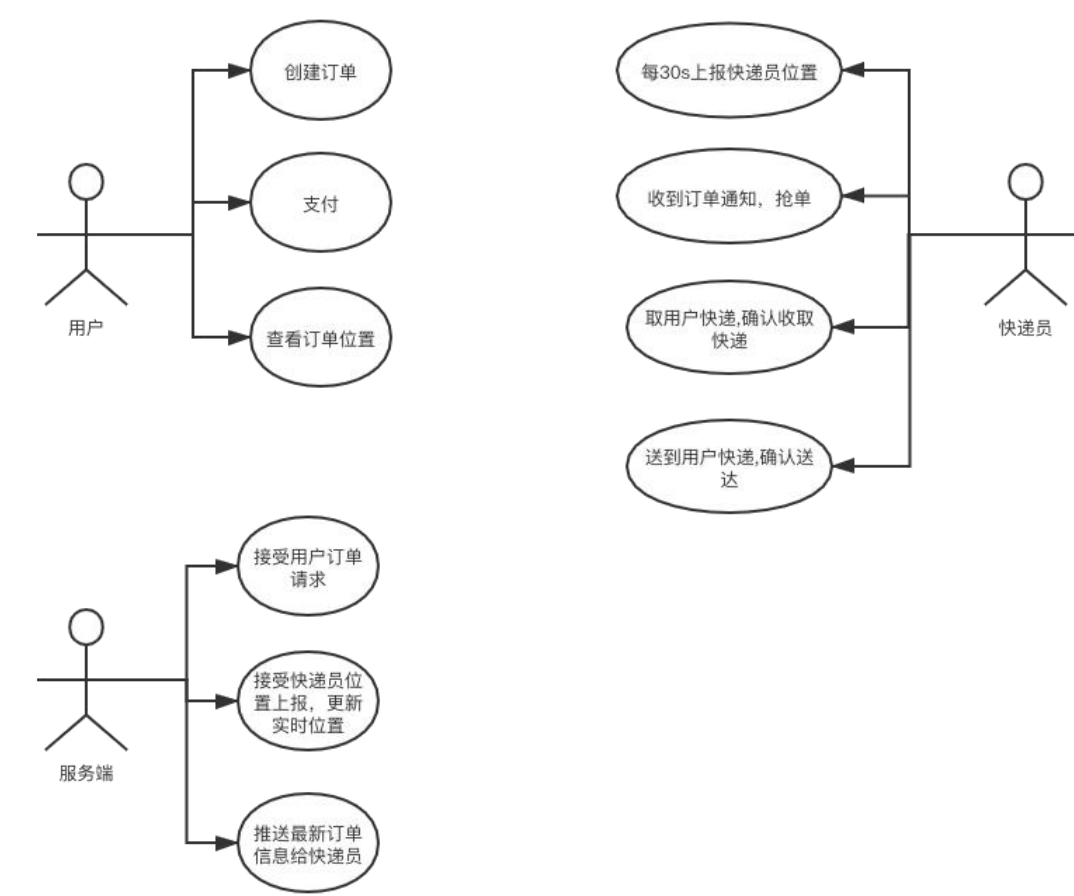 创建订单
支付
查看订单位置
用户
每30s上报快递员位置
收到订单通知，抢单
取用户快递,确认收取
快递
送到用户快递,确认送
达
快递员
接受用户订单
请求
接受快递员位
置上报，更新
实时位置
推送最新订单
信息给快递员
服务端